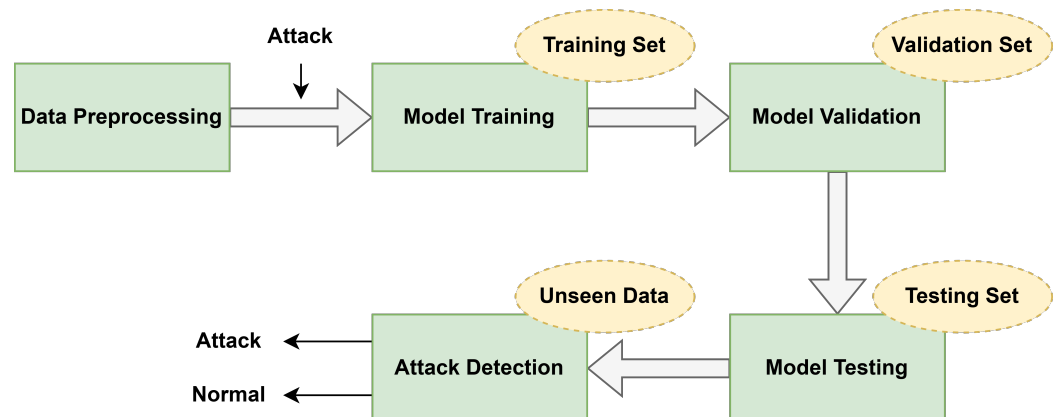 Attack
Training Set
Validation Set
Data Preprocessing
Model Training
Model Validation
Unseen Data
Testing Set
Attack
Attack Detection
Model Testing
Normal